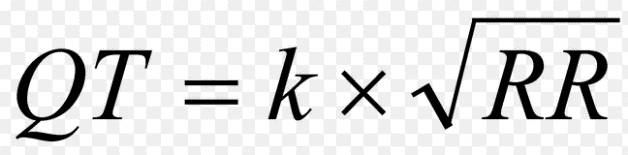 QT = k × √RR